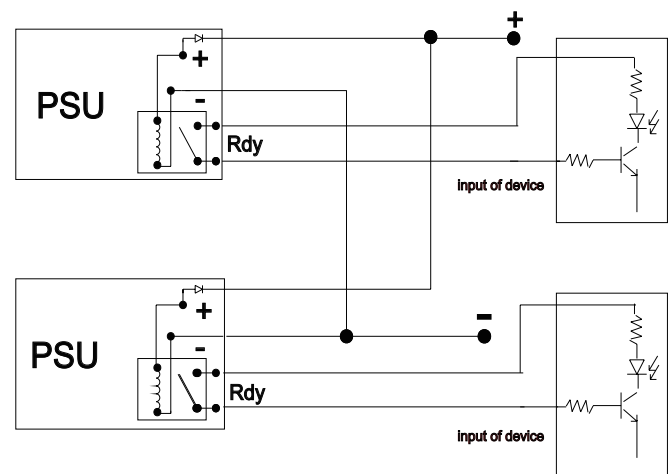 +
+
PSU
-
Rdy
input of device
+
-
PSU
-
Rdy
input of device